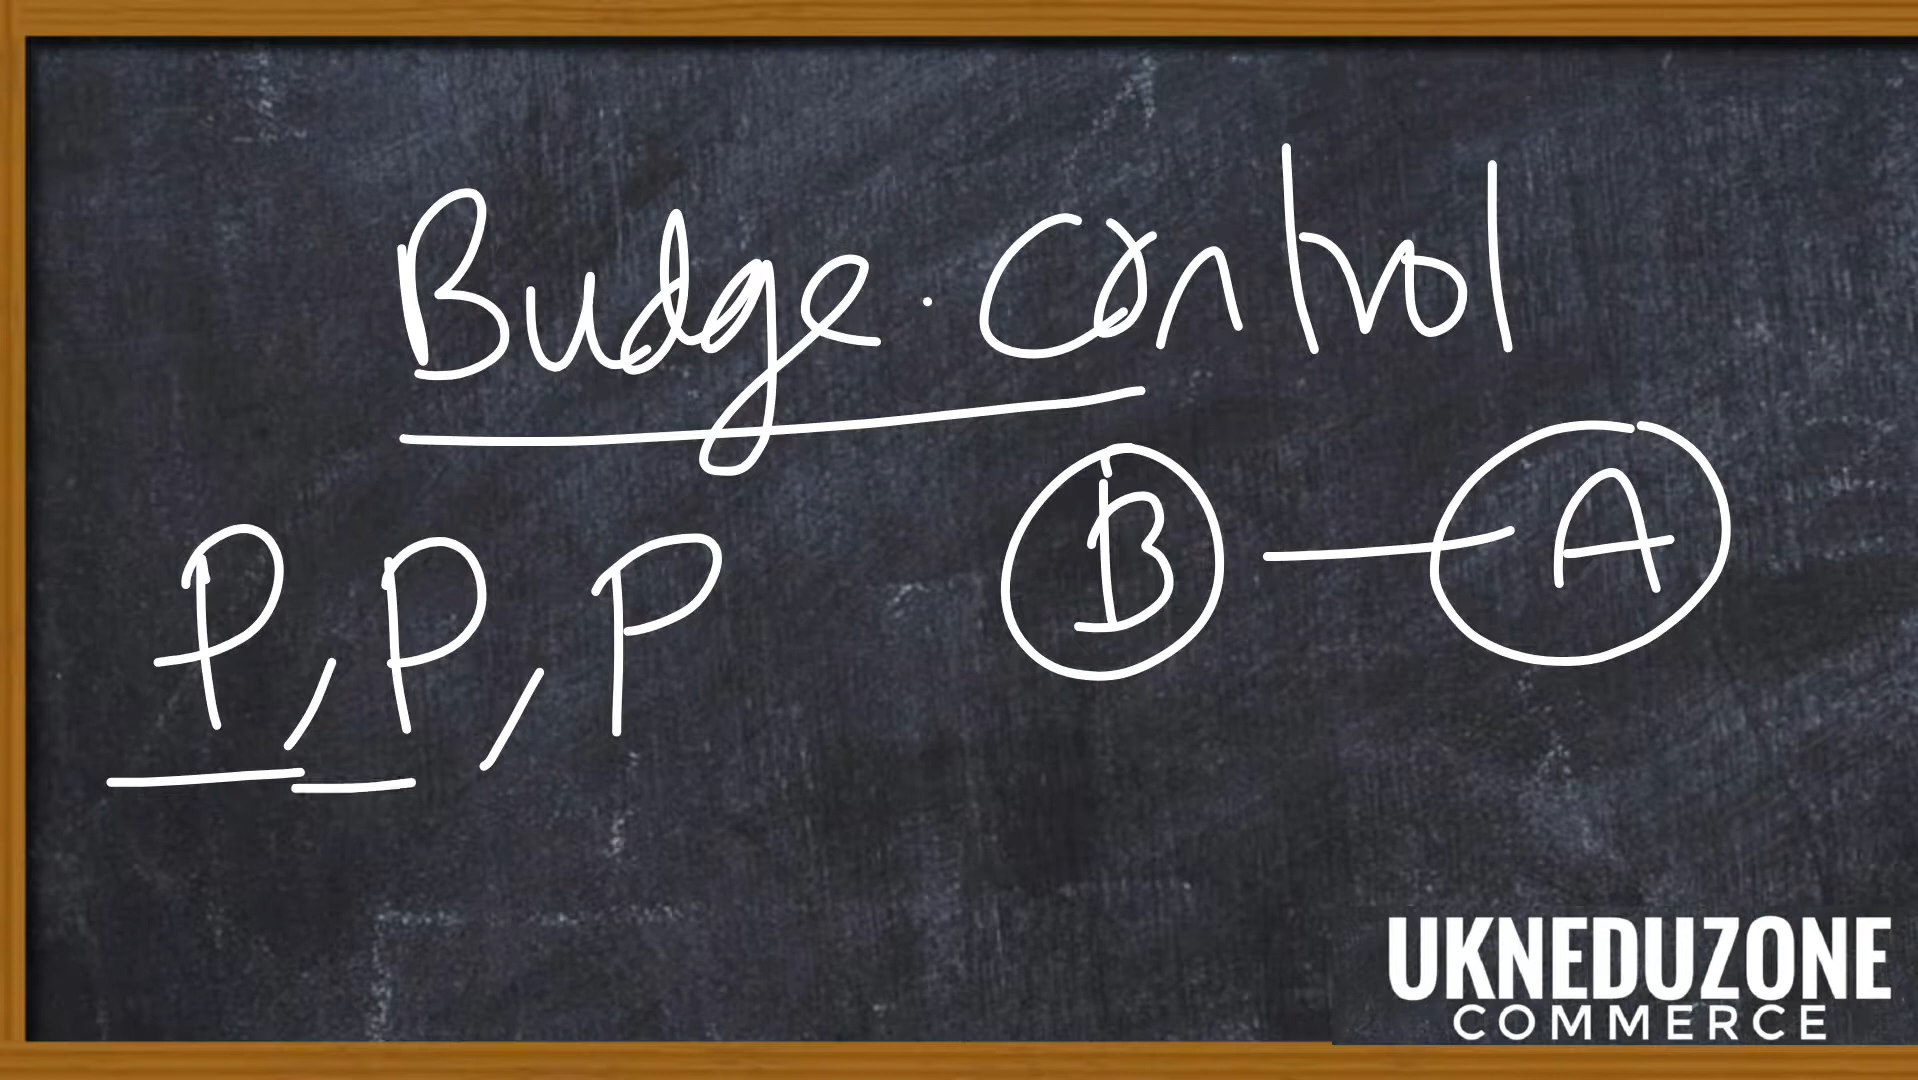 Budge. Control
P, P, P
B — A
UKNEDUZONE
COMMERCE